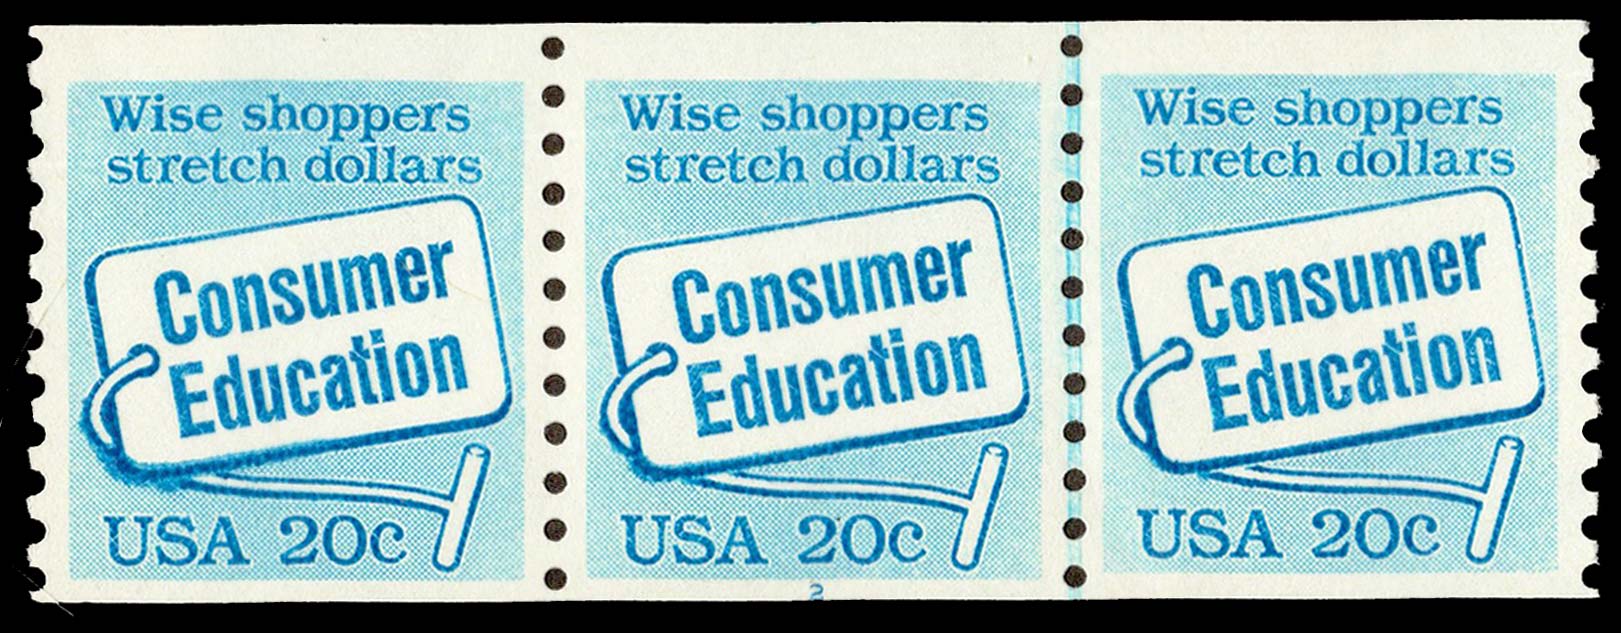 Wise shoppers
stretch dollars
Consumer
Education
USA 20c
Wise shoppers
stretch dollars
Consumer
Education
USA 20c
2
Wise shoppers
stretch dollars
Consumer
Education
USA 20c